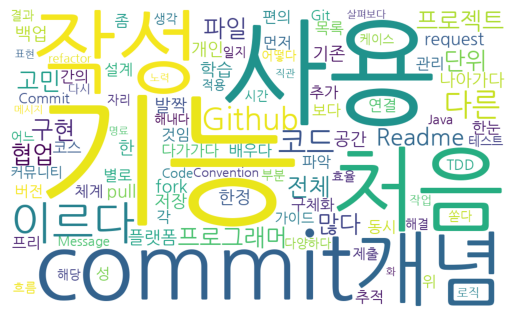 백업 좀 파일 먼저 편의 Git 생각 목록 프로젝트
결과 표현 refactor 일지 어떻다 살펴보다 케이스
작성 사용 기능 처음 commit 개념
개인 기존 request 단위
고민 설계 간의 노력 직관 관리 나아가다
Commit 다시 학습 적용 시간 추가 연결 다른
메시지 자리 발짝 Github 보다 한눈
어느 해내다 것임 명료 Java
구현 한 다가가다 배우다 코드 공간 Readme 테스트
협업 코스 Code Convention 부분 파악 TDD
커뮤니티 별로 fork 전체 효율
버전 체계 pull 저장 한정 구체화 작업 쏟다
이르다 각 가이드 많다 동시 해결
프리 플랫폼 프로그래머 다양하다 제출
Message 추적 화 위
흐름 해당 성 로직